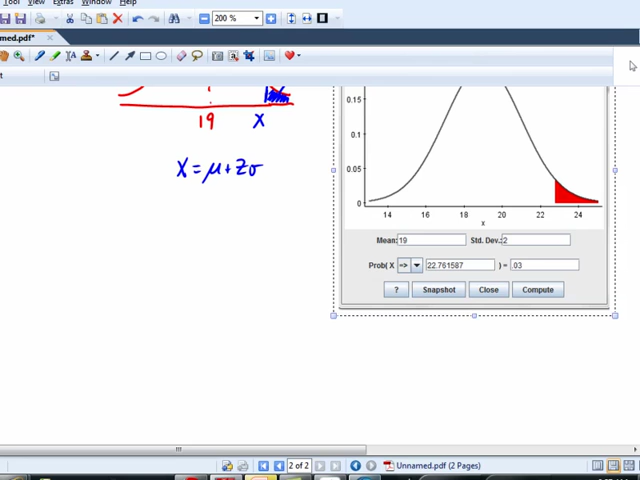 Tool View Extras Window Help
200 %
amed.pdf*
T
A
a
t
19
X
X = μ + Zσ
0.15
0.1
0.05
0
14 16 18 20 22 24
x
Mean: 19 Std. Dev.: 2
Prob( X => 22.761587 ) = .03
? Snapshot Close Compute
2 of 2 Unnamed.pdf (2 Pages)